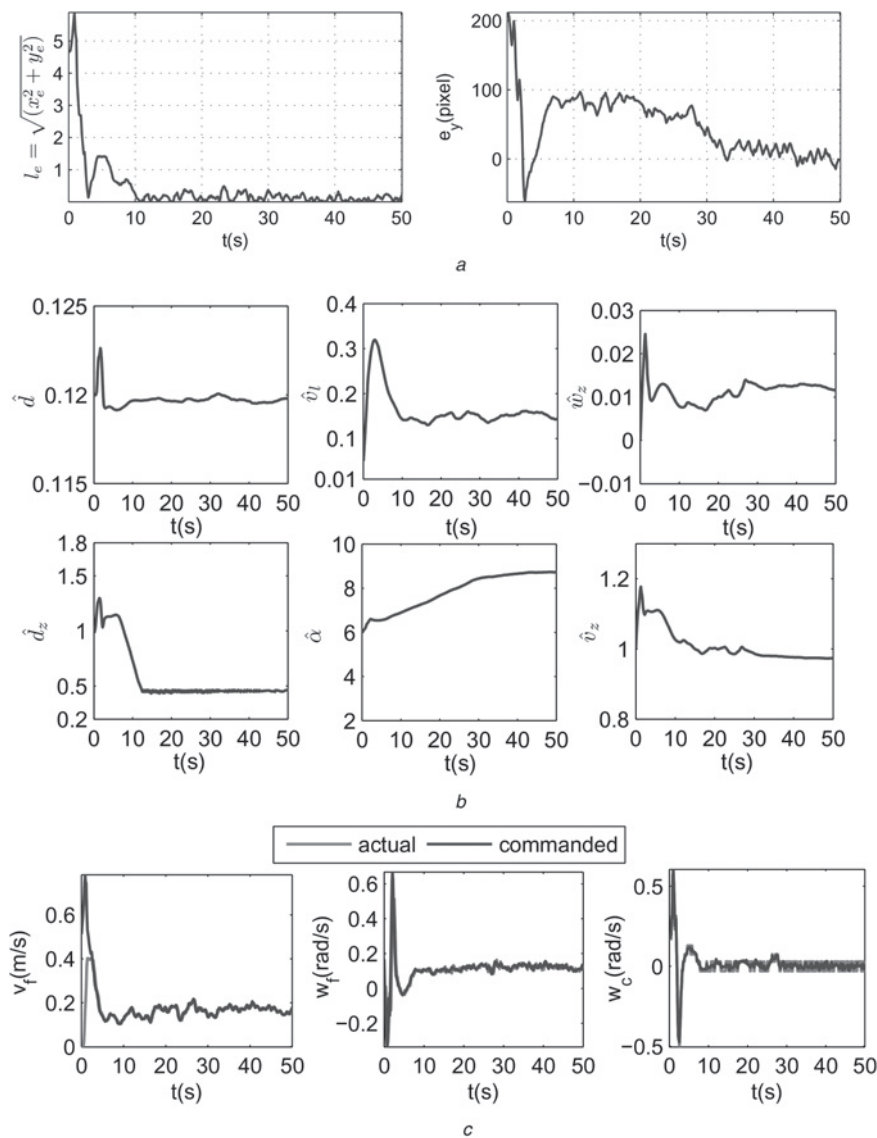 l_e = √(x_e^2 + y_e^2)
5
4
3
2
1
0 10 20 30 40 50
t(s)
e_y(pixel)
200
100
0
0 10 20 30 40 50
t(s)
a
d̂
0.125
0.12
0.115
0 10 20 30 40 50
t(s)
v̂_l
0.4
0.3
0.2
0.1
0.01
0 10 20 30 40 50
t(s)
ŵ_z
0.03
0.02
0.01
0
−0.01
0 10 20 30 40 50
t(s)
d̂_z
1.8
1.5
1
0.5
0.2
0 10 20 30 40 50
t(s)
α̂
10
8
6
4
2
0 10 20 30 40 50
t(s)
v̂_z
1.2
1
0.8
0 10 20 30 40 50
t(s)
b
actual commanded
v_f(m/s)
0.6
0.4
0.2
0
0 10 20 30 40 50
t(s)
w_f(rad/s)
0.6
0.4
0.2
0
−0.2
0 10 20 30 40 50
t(s)
w_c(rad/s)
0.5
0
−0.5
0 10 20 30 40 50
t(s)
c